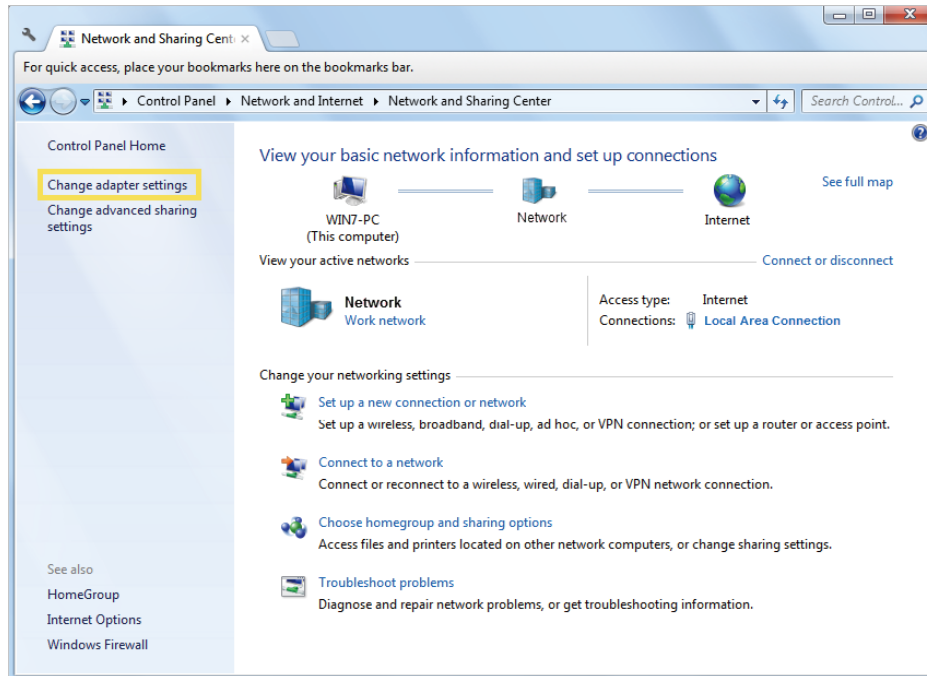 Network and Sharing Cent
For quick access, place your bookmarks here on the bookmarks bar.
Control Panel Network and Internet Network and Sharing Center
Search Control...
Control Panel Home
Change adapter settings
Change advanced sharing
settings
View your basic network information and set up connections
See full map
WIN7-PC
(This computer)
Network
Internet
View your active networks
Connect or disconnect
Network
Work network
Access type: Internet
Connections: Local Area Connection
Change your networking settings
Set up a new connection or network
Set up a wireless, broadband, dial-up, ad hoc, or VPN connection; or set up a router or access point.
Connect to a network
Connect or reconnect to a wireless, wired, dial-up, or VPN network connection.
Choose homegroup and sharing options
Access files and printers located on other network computers, or change sharing settings.
Troubleshoot problems
Diagnose and repair network problems, or get troubleshooting information.
See also
HomeGroup
Internet Options
Windows Firewall